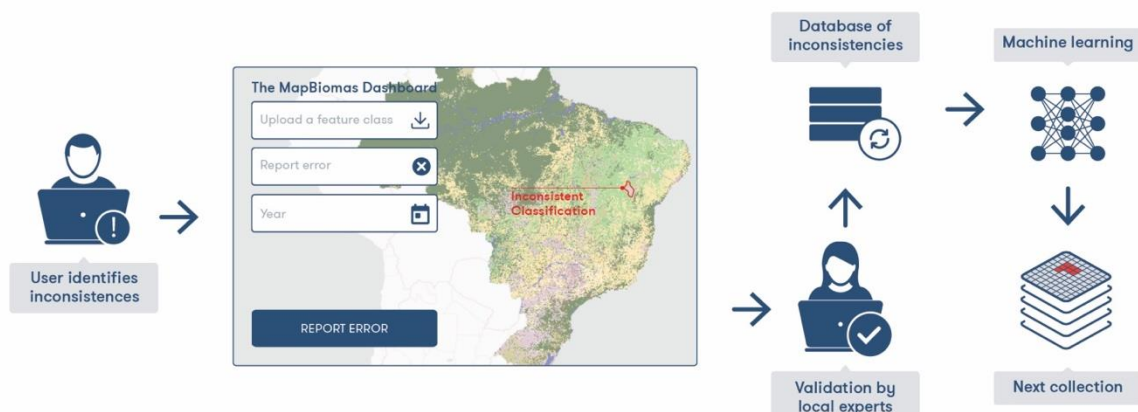 User identifies
inconsistences
The MapBiomas Dashboard
Upload a feature class
Report error
Year
REPORT ERROR
Inconsistent
Classification
Validation by
local experts
Database of
inconsistencies
Machine learning
Next collection